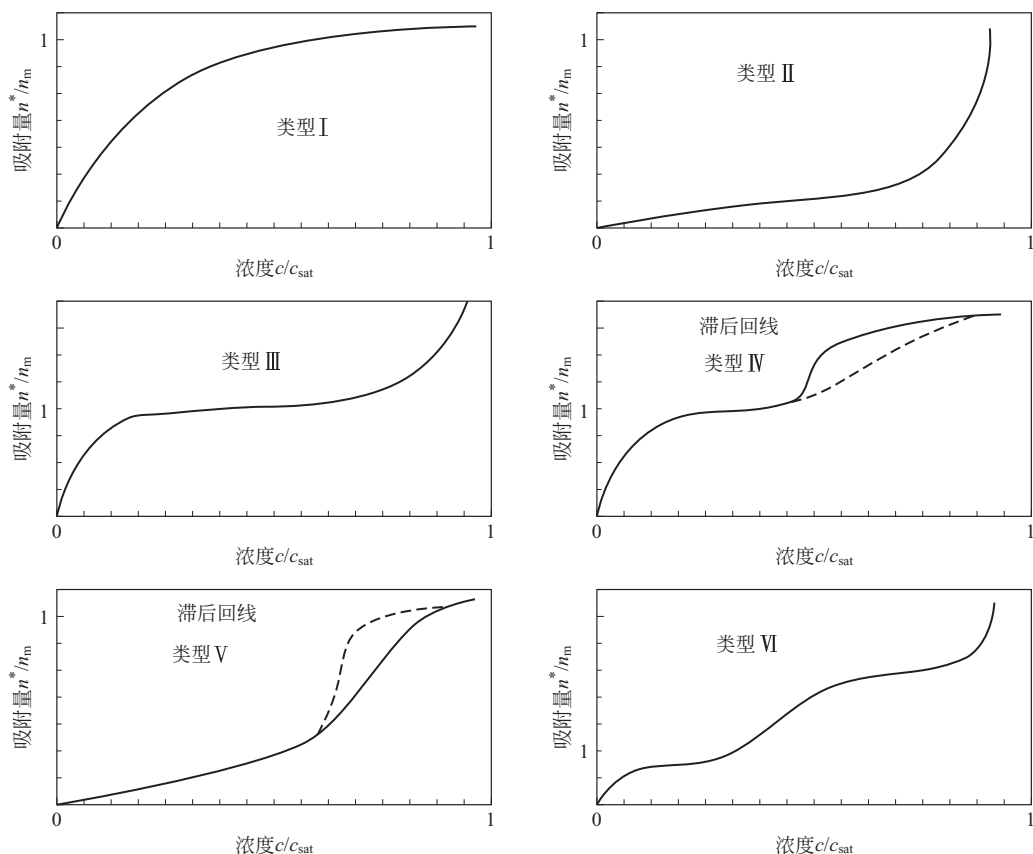 1
吸附量n*/nm
类型Ⅰ
0
1
浓度c/csat
1
吸附量n*/nm
类型Ⅱ
0
1
浓度c/csat
1
吸附量n*/nm
类型Ⅲ
0
1
浓度c/csat
1
吸附量n*/nm
滞后回线
类型Ⅳ
0
1
浓度c/csat
1
吸附量n*/nm
滞后回线
类型Ⅴ
0
1
浓度c/csat
1
吸附量n*/nm
类型Ⅵ
0
1
浓度c/csat